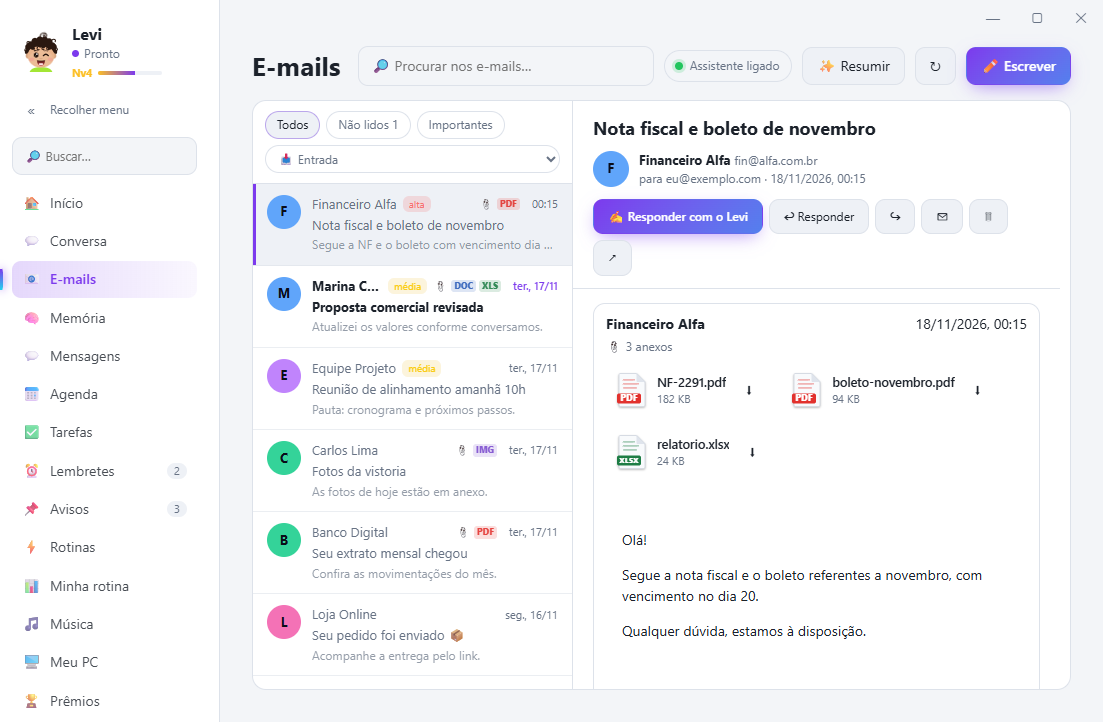 Levi
Pronto
Nv4
« Recolher menu
Buscar...
Início
Conversa
E-mails
Memória
Mensagens
Agenda
Tarefas
Lembretes 2
Avisos 3
Rotinas
Minha rotina
Música
Meu PC
Prêmios
E-mails
Procurar nos e-mails...
Assistente ligado
Resumir
Escrever
Todos
Não lidos 1
Importantes
Entrada
F
Financeiro Alfa alta PDF 00:15
Nota fiscal e boleto de novembro
Segue a NF e o boleto com vencimento dia ...
M
Marina C... média DOC XLS ter., 17/11
Proposta comercial revisada
Atualizei os valores conforme conversamos.
E
Equipe Projeto média ter., 17/11
Reunião de alinhamento amanhã 10h
Pauta: cronograma e próximos passos.
C
Carlos Lima IMG ter., 17/11
Fotos da vistoria
As fotos de hoje estão em anexo.
B
Banco Digital PDF ter., 17/11
Seu extrato mensal chegou
Confira as movimentações do mês.
L
Loja Online seg., 16/11
Seu pedido foi enviado 📦
Acompanhe a entrega pelo link.
Nota fiscal e boleto de novembro
F
Financeiro Alfa fin@alfa.com.br
para eu@exemplo.com · 18/11/2026, 00:15
Responder com o Levi
Responder
Financeiro Alfa 18/11/2026, 00:15
3 anexos
PDF
NF-2291.pdf
182 KB
PDF
boleto-novembro.pdf
94 KB
XLSX
relatorio.xlsx
24 KB
Olá!
Segue a nota fiscal e o boleto referentes a novembro, com
vencimento no dia 20.
Qualquer dúvida, estamos à disposição.